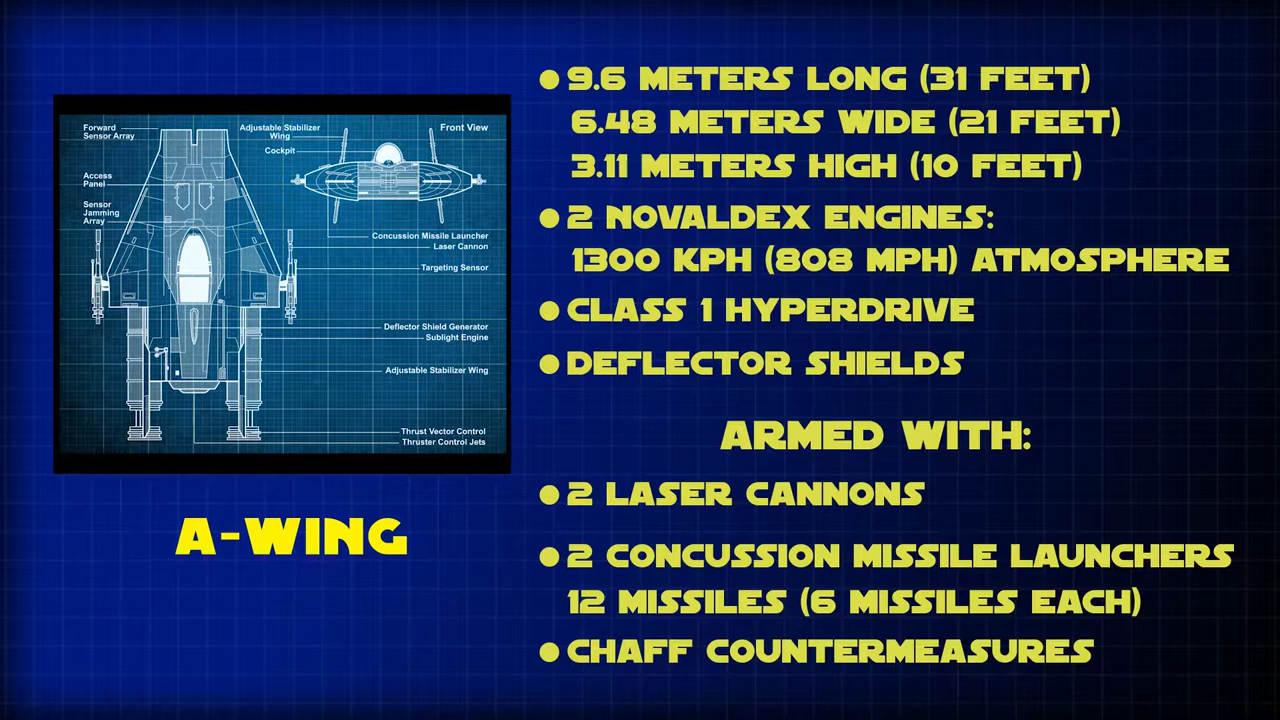 Forward
Sensor Array
Access
Panel
Sensor
Jamming
Array
Adjustable Stabilizer
Wing
Cockpit
Front View
Concussion Missile Launcher
Laser Cannon
Targeting Sensor
Deflector Shield Generator
Sublight Engine
Adjustable Stabilizer Wing
Thrust Vector Control
Thruster Control Jets
A-WING
● 9.6 METERS LONG (31 FEET)
6.48 METERS WIDE (21 FEET)
3.11 METERS HIGH (10 FEET)
● 2 NOVALDEX ENGINES:
1300 KPH (808 MPH) ATMOSPHERE
● CLASS 1 HYPERDRIVE
● DEFLECTOR SHIELDS
ARMED WITH:
● 2 LASER CANNONS
● 2 CONCUSSION MISSILE LAUNCHERS
12 MISSILES (6 MISSILES EACH)
● CHAFF COUNTERMEASURES